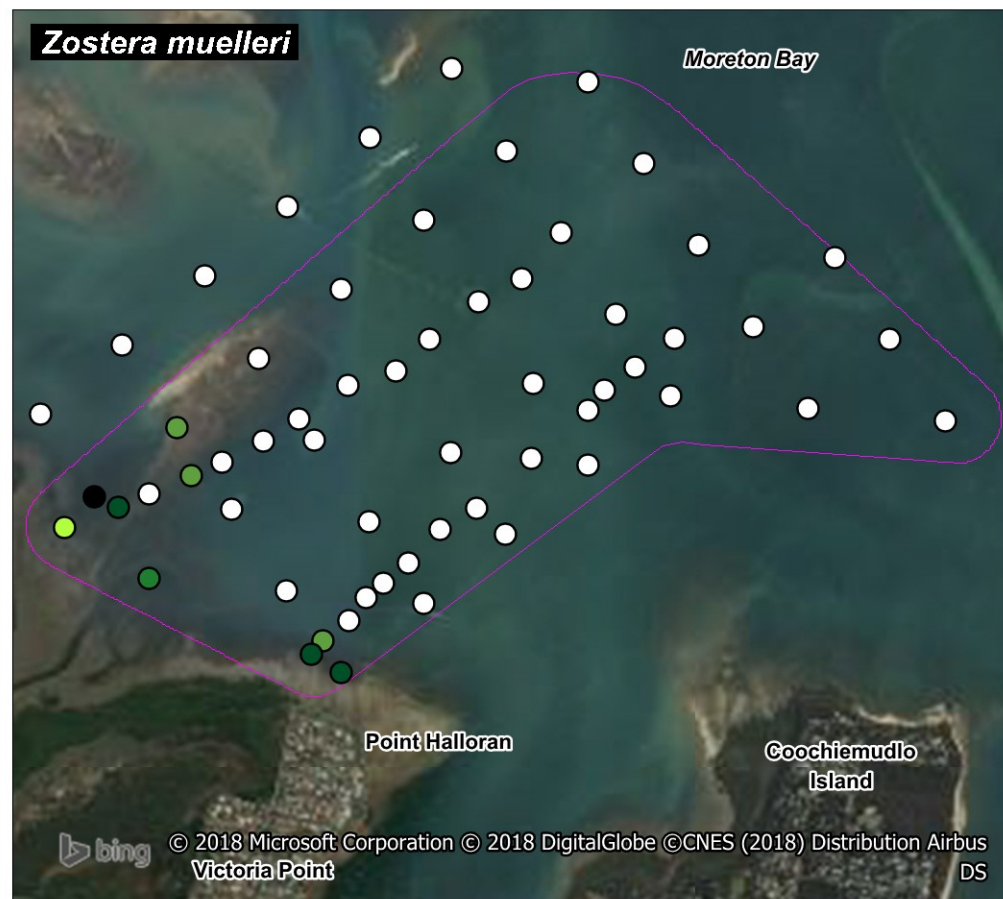 Zostera muelleri
Moreton Bay
Point Halloran
Coochiemudlo
Island
bing © 2018 Microsoft Corporation © 2018 DigitalGlobe ©CNES (2018) Distribution Airbus
DS
Victoria Point